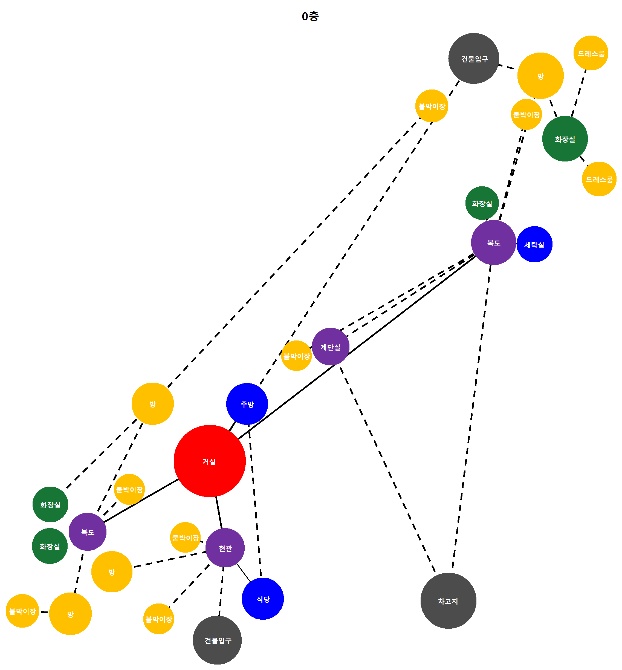 0층
건물입구
드레스룸
방
붙박이장
붙박이장
화장실
드레스룸
화장실
복도
세탁실
계단실
붙박이장
방
주방
거실
붙박이장
화장실
복도
화장실
붙박이장
현관
방
식당
차고지
붙박이장
방
붙박이장
건물입구